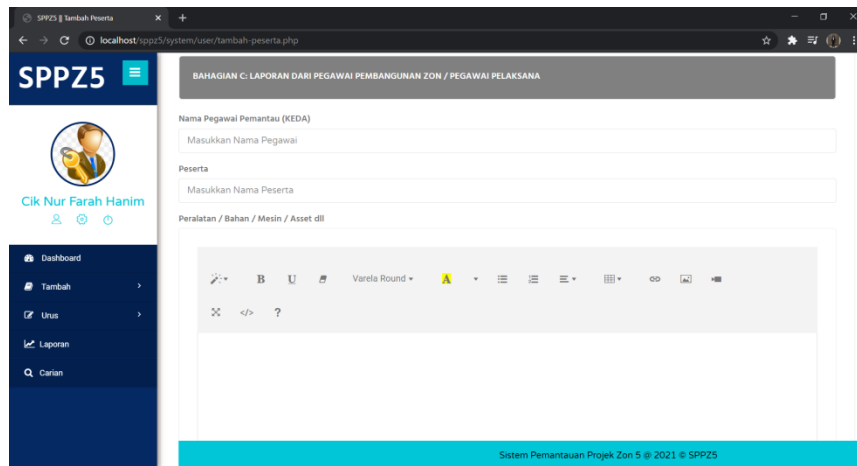 SPPZ5 || Tambah Peserta
localhost/sppz5/system/user/tambah-peserta.php
SPPZ5
Cik Nur Farah Hanim
Dashboard
Tambah
Urus
Laporan
Carian
BAHAGIAN C: LAPORAN DARI PEGAWAI PEMBANGUNAN ZON / PEGAWAI PELAKSANA
Nama Pegawai Pemantau (KEDA)
Masukkan Nama Pegawai
Peserta
Masukkan Nama Peserta
Peralatan / Bahan / Mesin / Asset dll
B U Varela Round A
</> ?
Sistem Pemantauan Projek Zon 5 @ 2021 © SPPZ5